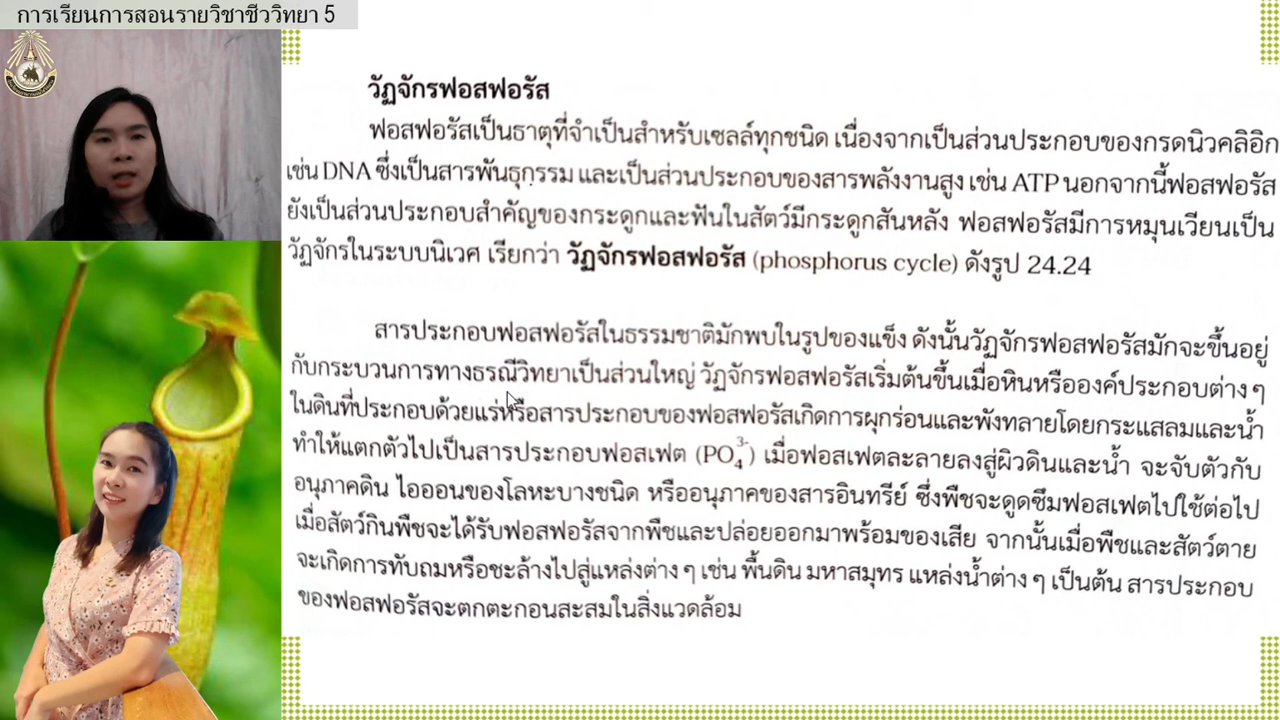 การเรียนการสอนรายวิชาชีววิทยา 5
วัฏจักรฟอสฟอรัส
ฟอสฟอรัสเป็นธาตุที่จำเป็นสำหรับเซลล์ทุกชนิด เนื่องจากเป็นส่วนประกอบของกรดนิวคลิอิก
เช่น DNA ซึ่งเป็นสารพันธุกรรม และเป็นส่วนประกอบของสารพลังงานสูง เช่น ATP นอกจากนี้ฟอสฟอรัส
ยังเป็นส่วนประกอบสำคัญของกระดูกและฟันในสัตว์มีกระดูกสันหลัง ฟอสฟอรัสมีการหมุนเวียนเป็น
วัฏจักรในระบบนิเวศ เรียกว่า วัฏจักรฟอสฟอรัส (phosphorus cycle) ดังรูป 24.24
สารประกอบฟอสฟอรัสในธรรมชาติมักพบในรูปของแข็ง ดังนั้นวัฏจักรฟอสฟอรัสมักจะขึ้นอยู่
กับกระบวนการทางธรณีวิทยาเป็นส่วนใหญ่ วัฏจักรฟอสฟอรัสเริ่มต้นขึ้นเมื่อหินหรือองค์ประกอบต่าง ๆ
ในดินที่ประกอบด้วยแร่หรือสารประกอบของฟอสฟอรัสเกิดการผุกร่อนและพังทลายโดยกระแสลมและน้ำ
ทำให้แตกตัวไปเป็นสารประกอบฟอสเฟต (PO₄³⁻) เมื่อฟอสเฟตละลายลงสู่ผิวดินและน้ำ จะจับตัวกับ
อนุภาคดิน ไอออนของโลหะบางชนิด หรืออนุภาคของสารอินทรีย์ ซึ่งพืชจะดูดซึมฟอสเฟตไปใช้ต่อไป
เมื่อสัตว์กินพืชจะได้รับฟอสฟอรัสจากพืชและปล่อยออกมาพร้อมของเสีย จากนั้นเมื่อพืชและสัตว์ตาย
จะเกิดการทับถมหรือชะล้างไปสู่แหล่งต่าง ๆ เช่น พื้นดิน มหาสมุทร แหล่งน้ำต่าง ๆ เป็นต้น สารประกอบ
ของฟอสฟอรัสจะตกตะกอนสะสมในสิ่งแวดล้อม